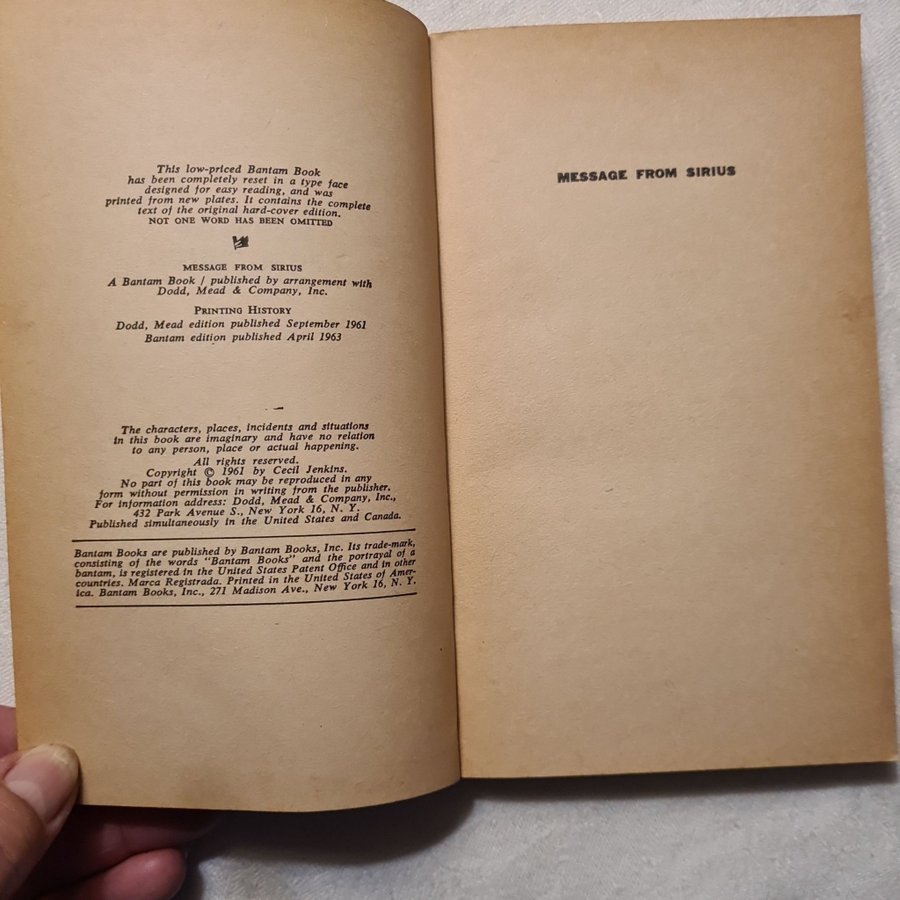 This low-priced Bantam Book
has been completely reset in a type face
designed for easy reading, and was
printed from new plates. It contains the complete
text of the original hard-cover edition.
NOT ONE WORD HAS BEEN OMITTED
MESSAGE FROM SIRIUS
A Bantam Book / published by arrangement with
Dodd, Mead & Company, Inc.
PRINTING HISTORY
Dodd, Mead edition published September 1961
Bantam edition published April 1963
The characters, places, incidents and situations
in this book are imaginary and have no relation
to any person, place or actual happening.
All rights reserved.
Copyright © 1961 by Cecil Jenkins.
No part of this book may be reproduced in any
form without permission in writing from the publisher.
For information address: Dodd, Mead & Company, Inc.,
432 Park Avenue S., New York 16, N. Y.
Published simultaneously in the United States and Canada.
Bantam Books are published by Bantam Books, Inc. Its trade-mark,
consisting of the words "Bantam Books" and the portrayal of a
bantam, is registered in the United States Patent Office and in other
countries. Marca Registrada. Printed in the United States of Amer-
ica. Bantam Books, Inc., 271 Madison Ave., New York 16, N. Y.
MESSAGE FROM SIRIUS